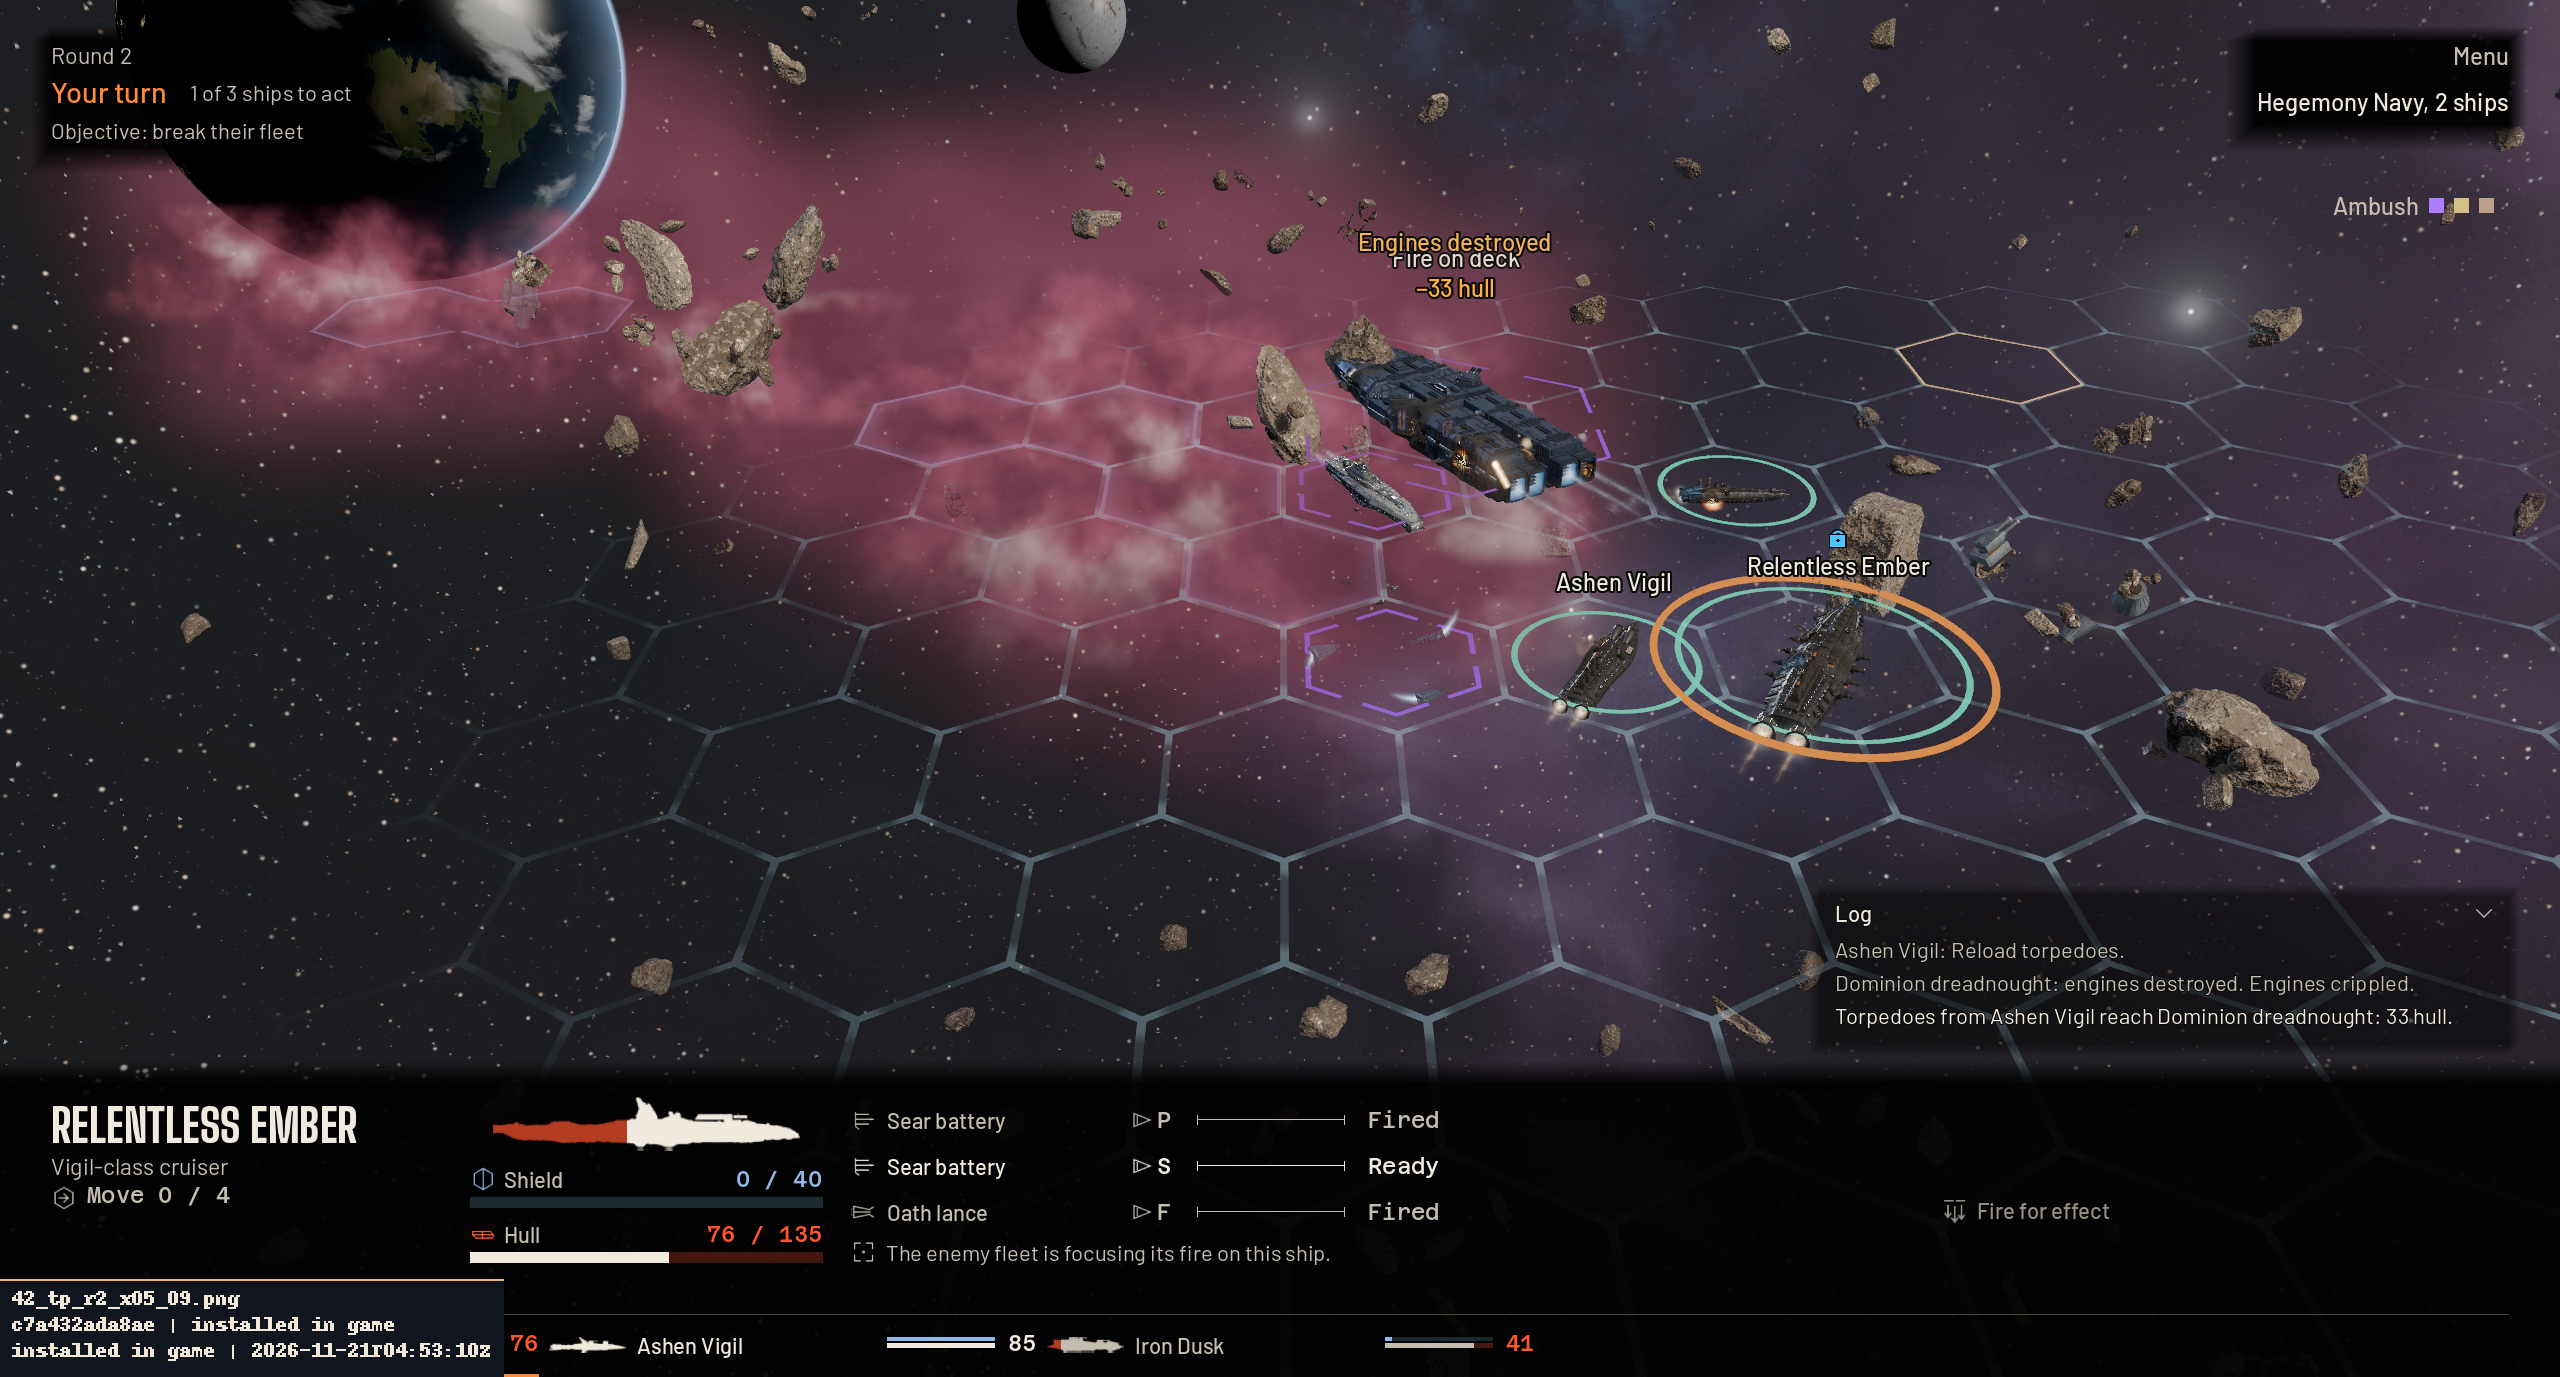 Round 2
Your turn 1 of 3 ships to act
Objective: break their fleet
Menu
Hegemony Navy, 2 ships
Ambush
Engines destroyed
Fire on deck
–33 hull
Relentless Ember
Ashen Vigil
Log
Ashen Vigil: Reload torpedoes.
Dominion dreadnought: engines destroyed. Engines crippled.
Torpedoes from Ashen Vigil reach Dominion dreadnought: 33 hull.
RELENTLESS EMBER
Vigil-class cruiser
Move 0 / 4
Shield 0 / 40
Hull 76 / 135
Sear battery P Fired
Sear battery S Ready
Oath lance F Fired
The enemy fleet is focusing its fire on this ship.
Fire for effect
42_tp_r2_x05_09.png
c7a432ada8ae | installed in game
installed in game | 2026-11-21r04:53:10z
76 Ashen Vigil 85 Iron Dusk 41